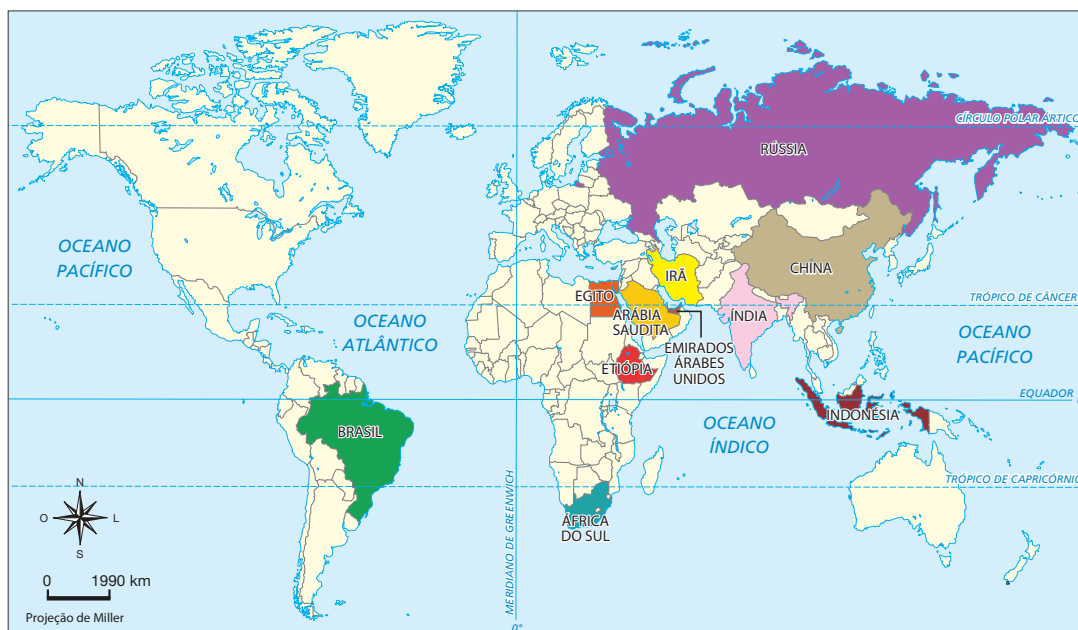 CÍRCULO POLAR ÁRTICO
RÚSSIA
OCEANO
PACÍFICO
CHINA
IRÃ
EGITO
TRÓPICO DE CÂNCER
ARÁBIA
SAUDITA
ÍNDIA
OCEANO
ATLÂNTICO
OCEANO
PACÍFICO
EMIRADOS
ÁRABES
UNIDOS
ETIÓPIA
EQUADOR
INDONÉSIA
OCEANO
ÍNDICO
BRASIL
TRÓPICO DE CAPRICÓRNIO
N
O
L
S
ÁFRICA
DO SUL
MERIDIANO DE GREENWICH
0 1990 km
Projeção de Miller
0°